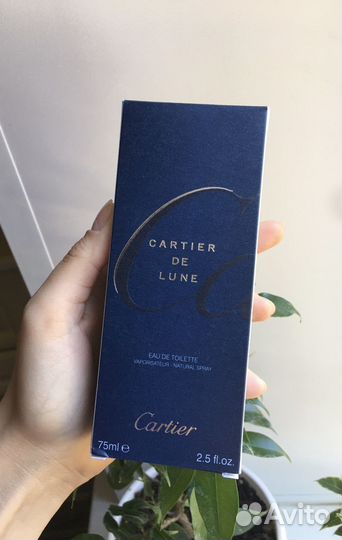 CARTIER
DE
LUNE
EAU DE TOILETTE
VAPORISATEUR - NATURAL SPRAY
Cartier
75ml ℮
2.5 fl.oz.
Avito